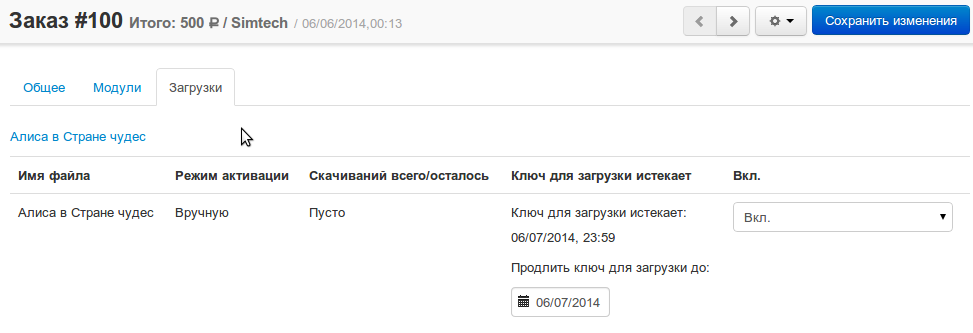 Заказ #100 Итого: 500 ₽ / Simtech / 06/06/2014,00:13
Сохранить изменения
Общее Модули Загрузки
Алиса в Стране чудес
Имя файла Режим активации Скачиваний всего/осталось Ключ для загрузки истекает Вкл.
Алиса в Стране чудес Вручную Пусто Ключ для загрузки истекает: Вкл.
06/07/2014, 23:59
Продлить ключ для загрузки до:
06/07/2014